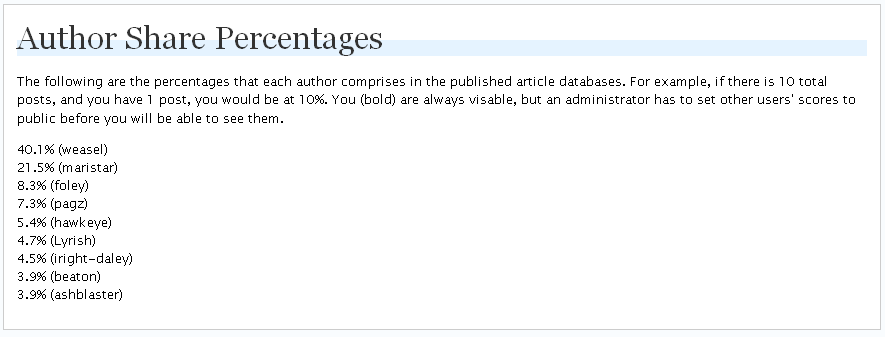 Author Share Percentages
The following are the percentages that each author comprises in the published article databases. For example, if there is 10 total
posts, and you have 1 post, you would be at 10%. You (bold) are always visable, but an administrator has to set other users' scores to
public before you will be able to see them.
40.1% (weasel)
21.5% (maristar)
8.3% (foley)
7.3% (pagz)
5.4% (hawkeye)
4.7% (Lyrish)
4.5% (iright-daley)
3.9% (beaton)
3.9% (ashblaster)